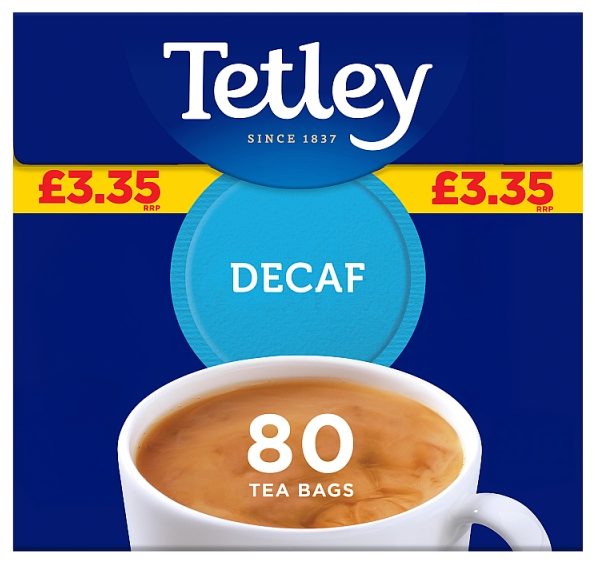 Tetley
SINCE 1837
£3.35 RRP
£3.35 RRP
DECAF
80
TEA BAGS